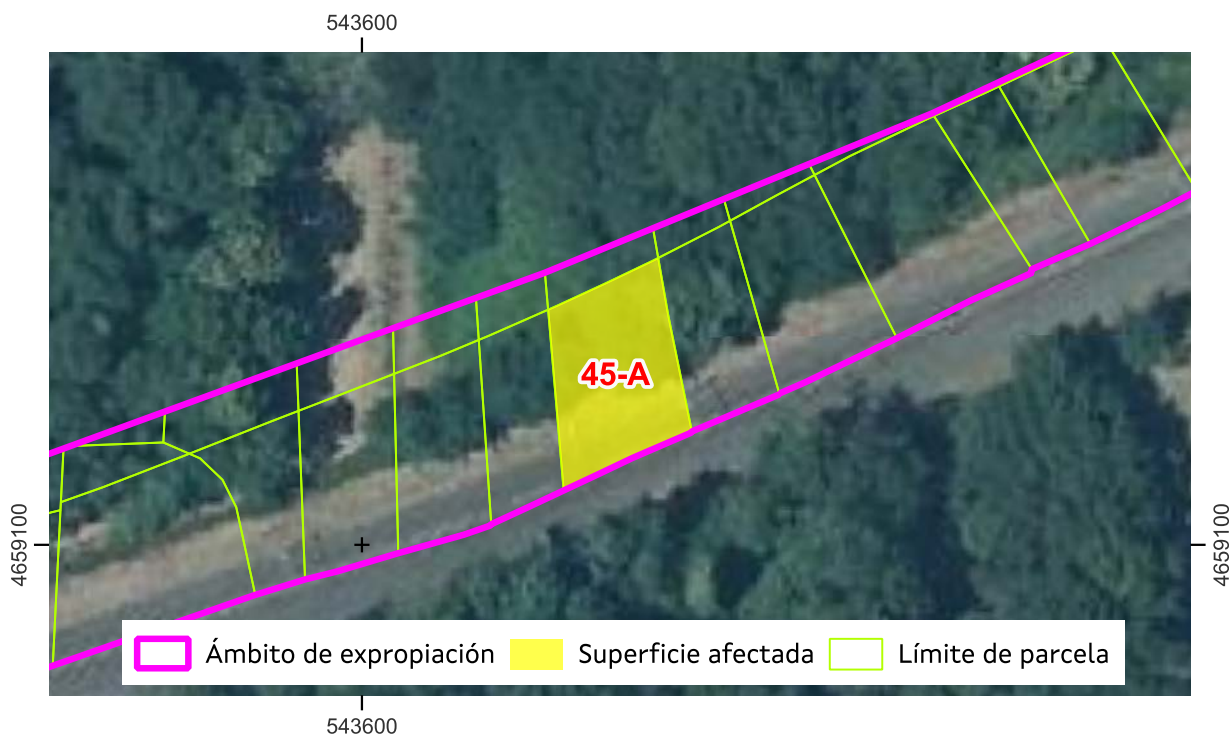 543600
45-A
4659100
4659100
Ámbito de expropiación
Superficie afectada
Límite de parcela
543600